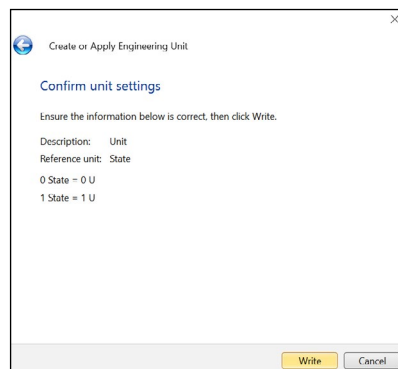 Create or Apply Engineering Unit
Confirm unit settings
Ensure the information below is correct, then click Write.
Description: Unit
Reference unit: State
0 State = 0 U
1 State = 1 U
Write Cancel